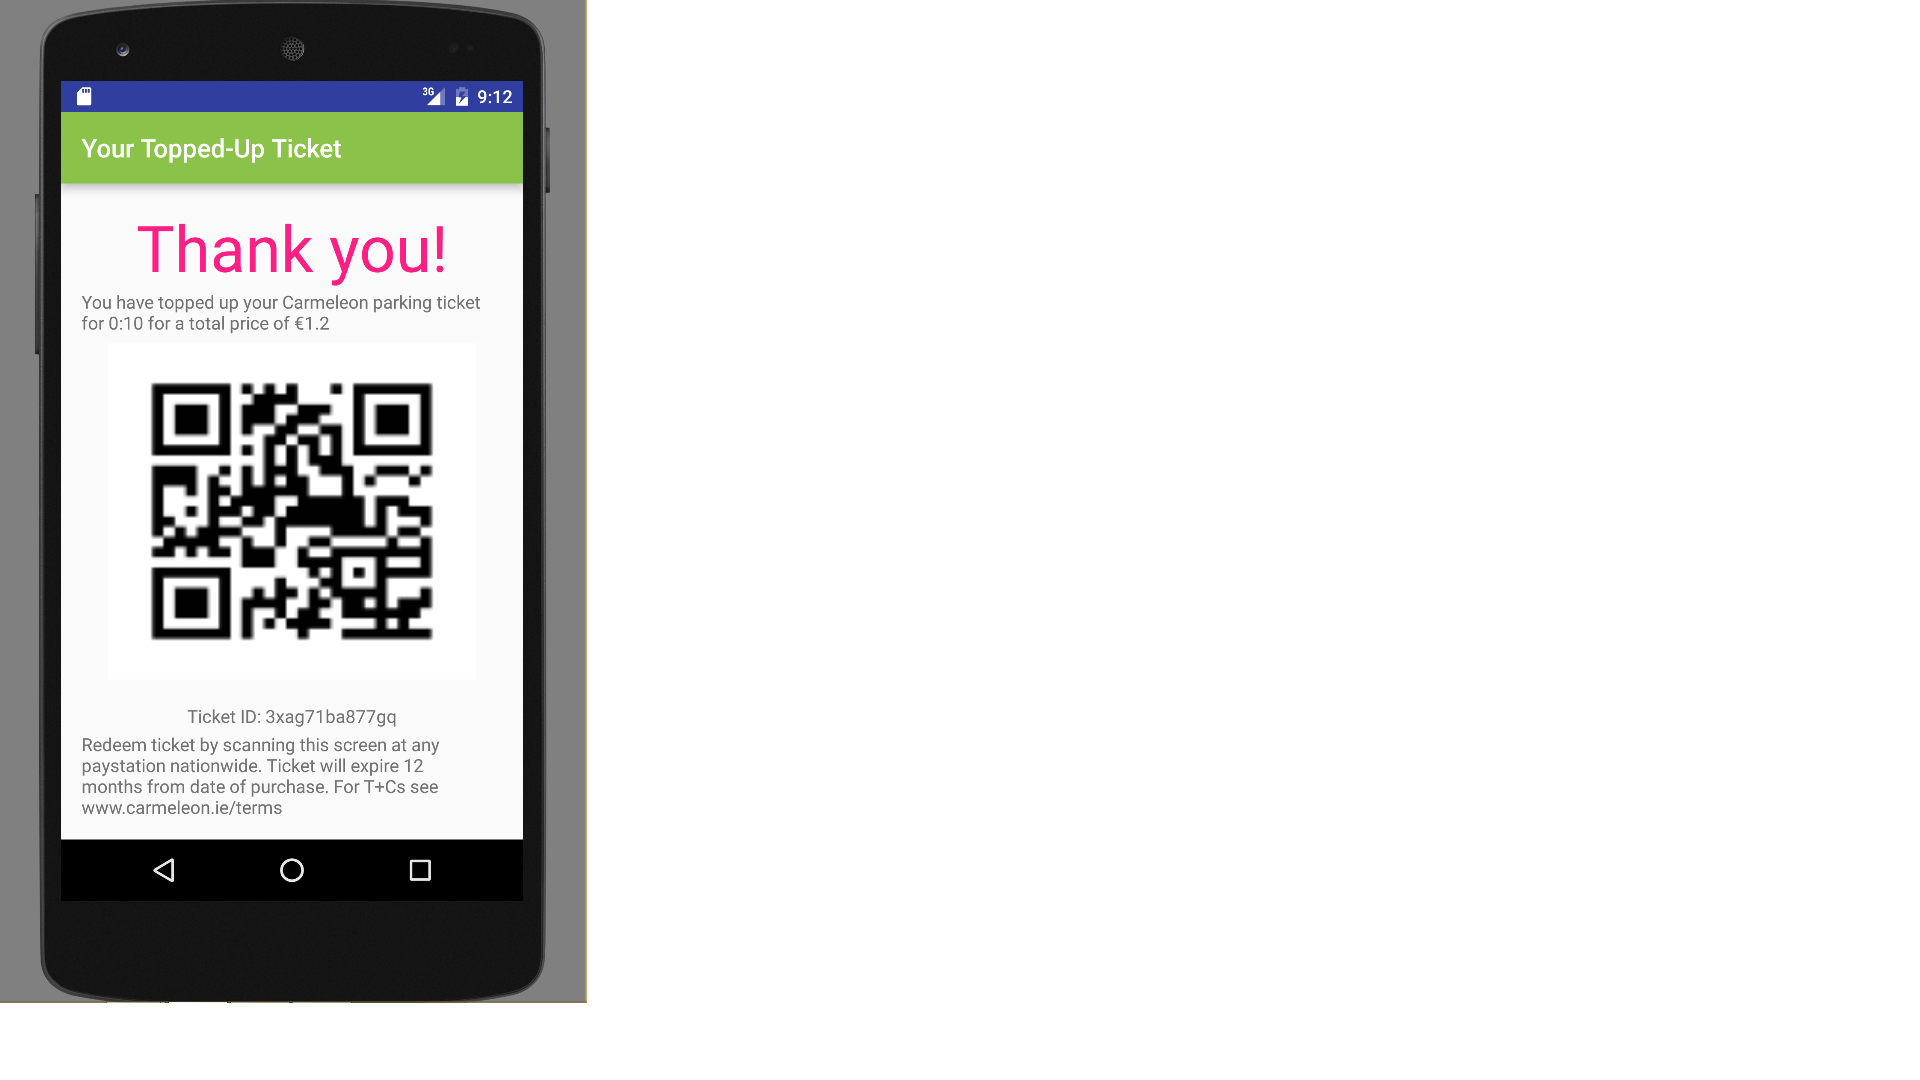 3G 9:12
Your Topped-Up Ticket
Thank you!
You have topped up your Carmeleon parking ticket
for 0:10 for a total price of €1.2
Ticket ID: 3xag71ba877gq
Redeem ticket by scanning this screen at any
paystation nationwide. Ticket will expire 12
months from date of purchase. For T+Cs see
www.carmeleon.ie/terms